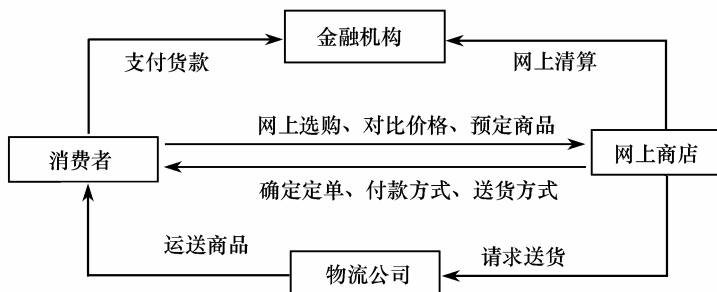 金融机构
支付货款
网上清算
网上选购、对比价格、预定商品
消费者
网上商店
确定定单、付款方式、送货方式
运送商品
请求送货
物流公司